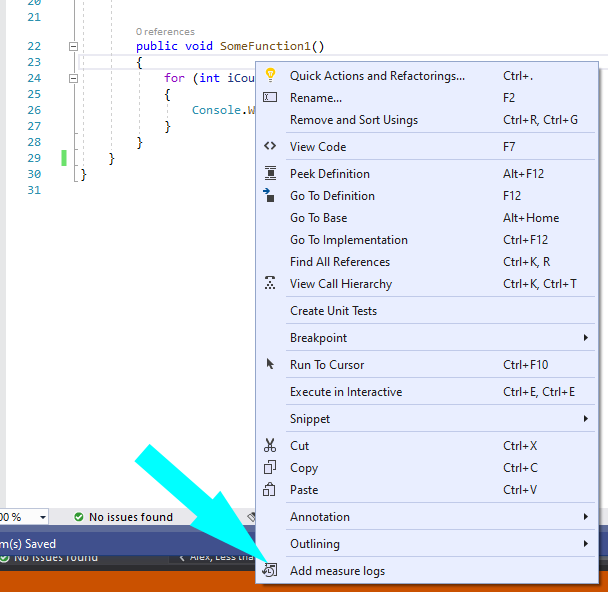 20
21
0 references
22 public void SomeFunction1()
23 {
24 for (int iCou
25 {
26 Console.W
27 }
28 }
29 }
30 }
31
Quick Actions and Refactorings... Ctrl+.
Rename... F2
Remove and Sort Usings Ctrl+R, Ctrl+G
View Code F7
Peek Definition Alt+F12
Go To Definition F12
Go To Base Alt+Home
Go To Implementation Ctrl+F12
Find All References Ctrl+K, R
View Call Hierarchy Ctrl+K, Ctrl+T
Create Unit Tests
Breakpoint
Run To Cursor Ctrl+F10
Execute in Interactive Ctrl+E, Ctrl+E
Snippet
Cut Ctrl+X
Copy Ctrl+C
Paste Ctrl+V
Annotation
Outlining
Add measure logs
00 % No issues found
m(s) Saved
No issues found Alex, Less tha